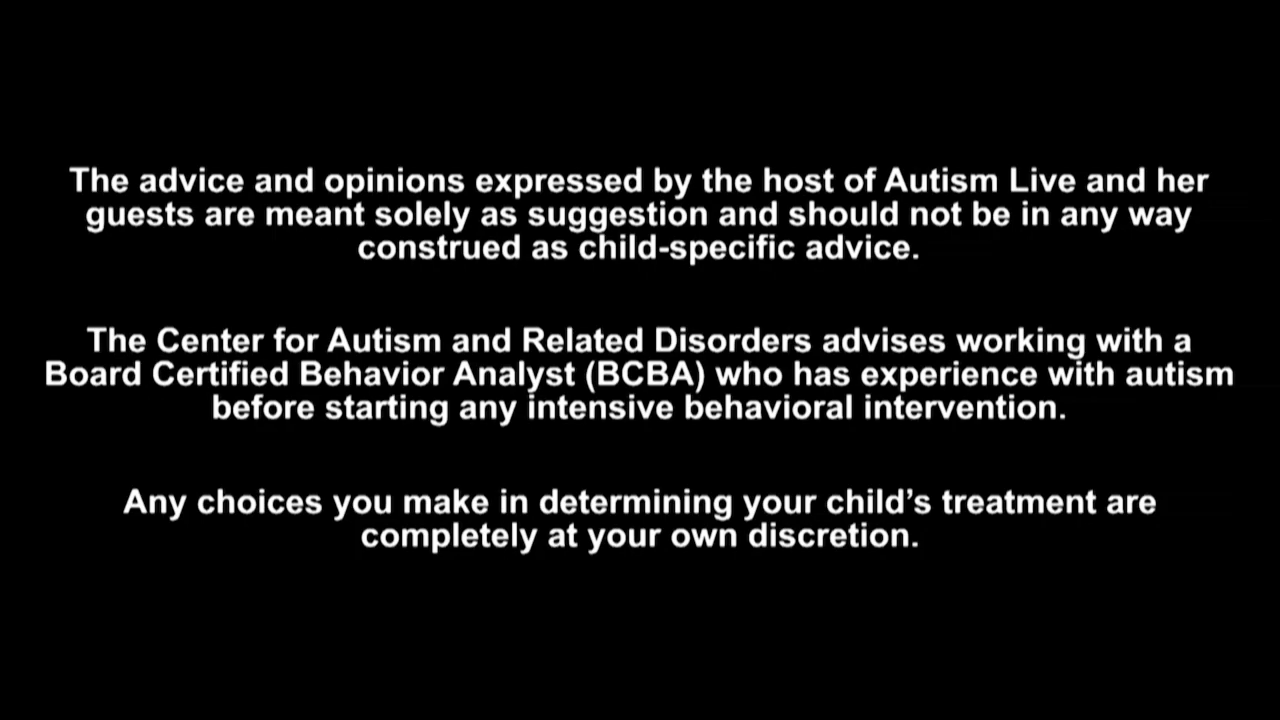 The advice and opinions expressed by the host of Autism Live and her
guests are meant solely as suggestion and should not be in any way
construed as child-specific advice.
The Center for Autism and Related Disorders advises working with a
Board Certified Behavior Analyst (BCBA) who has experience with autism
before starting any intensive behavioral intervention.
Any choices you make in determining your child’s treatment are
completely at your own discretion.